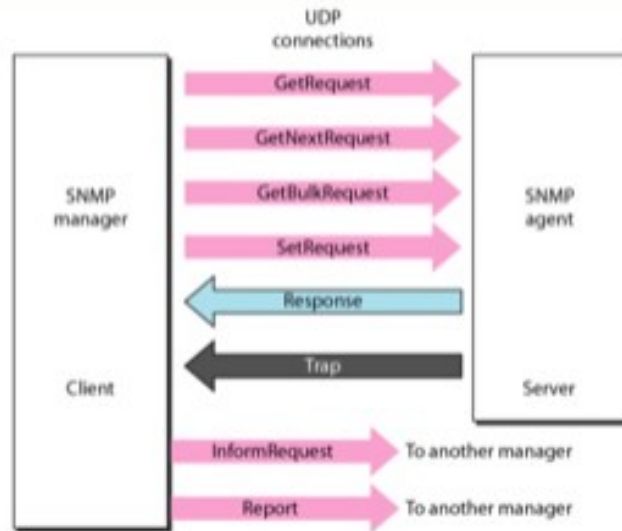 UDP
connections
GetRequest
GetNextRequest
GetBulkRequest
SNMP
manager
SNMP
agent
SetRequest
Response
Trap
Client
Server
InformRequest
To another manager
Report
To another manager